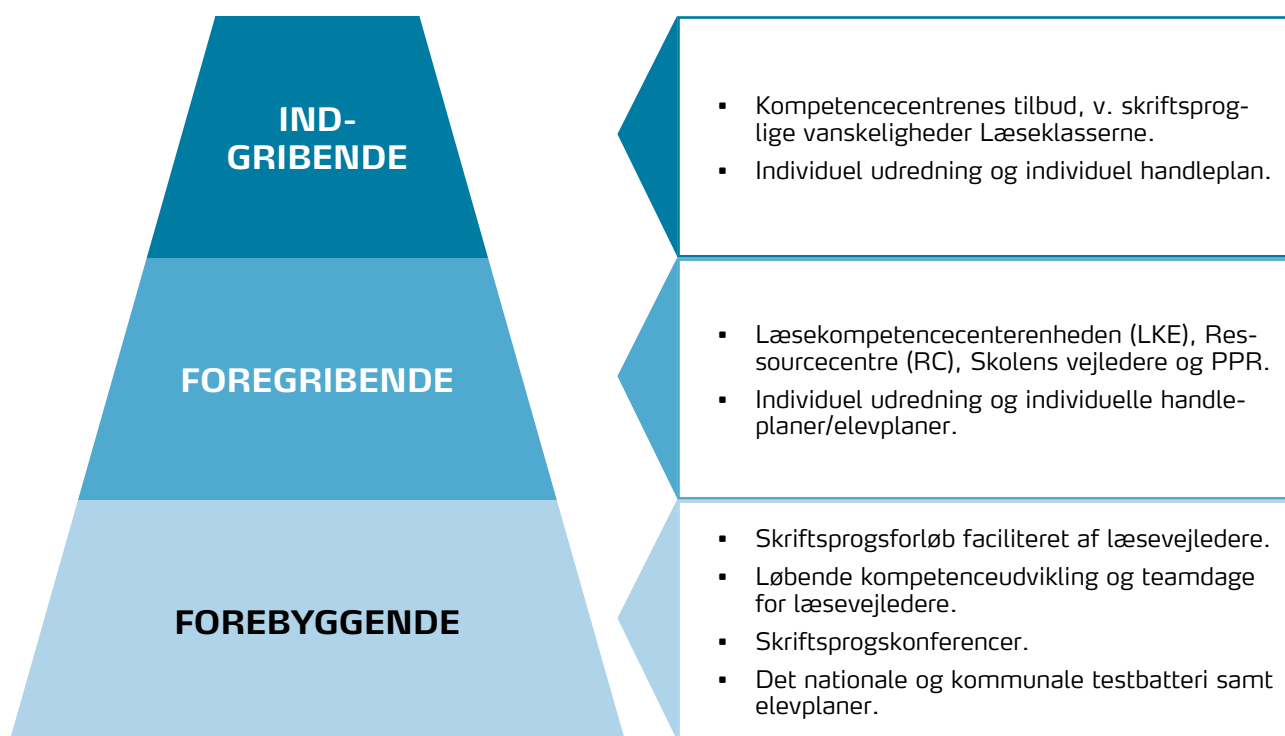 IND-
GRIBENDE
▪ Kompetencecentrenes tilbud, v. skriftsprog-
lige vanskeligheder Læseklasserne.
▪ Individuel udredning og individuel handleplan.
FOREGRIBENDE
▪ Læsekompetencecenterenheden (LKE), Res-
sourcecentre (RC), Skolens vejledere og PPR.
▪ Individuel udredning og individuelle handle-
planer/elevplaner.
FOREBYGGENDE
▪ Skriftsprogsforløb faciliteret af læsevejledere.
▪ Løbende kompetenceudvikling og teamdage
for læsevejledere.
▪ Skriftsprogskonferencer.
▪ Det nationale og kommunale testbatteri samt
elevplaner.